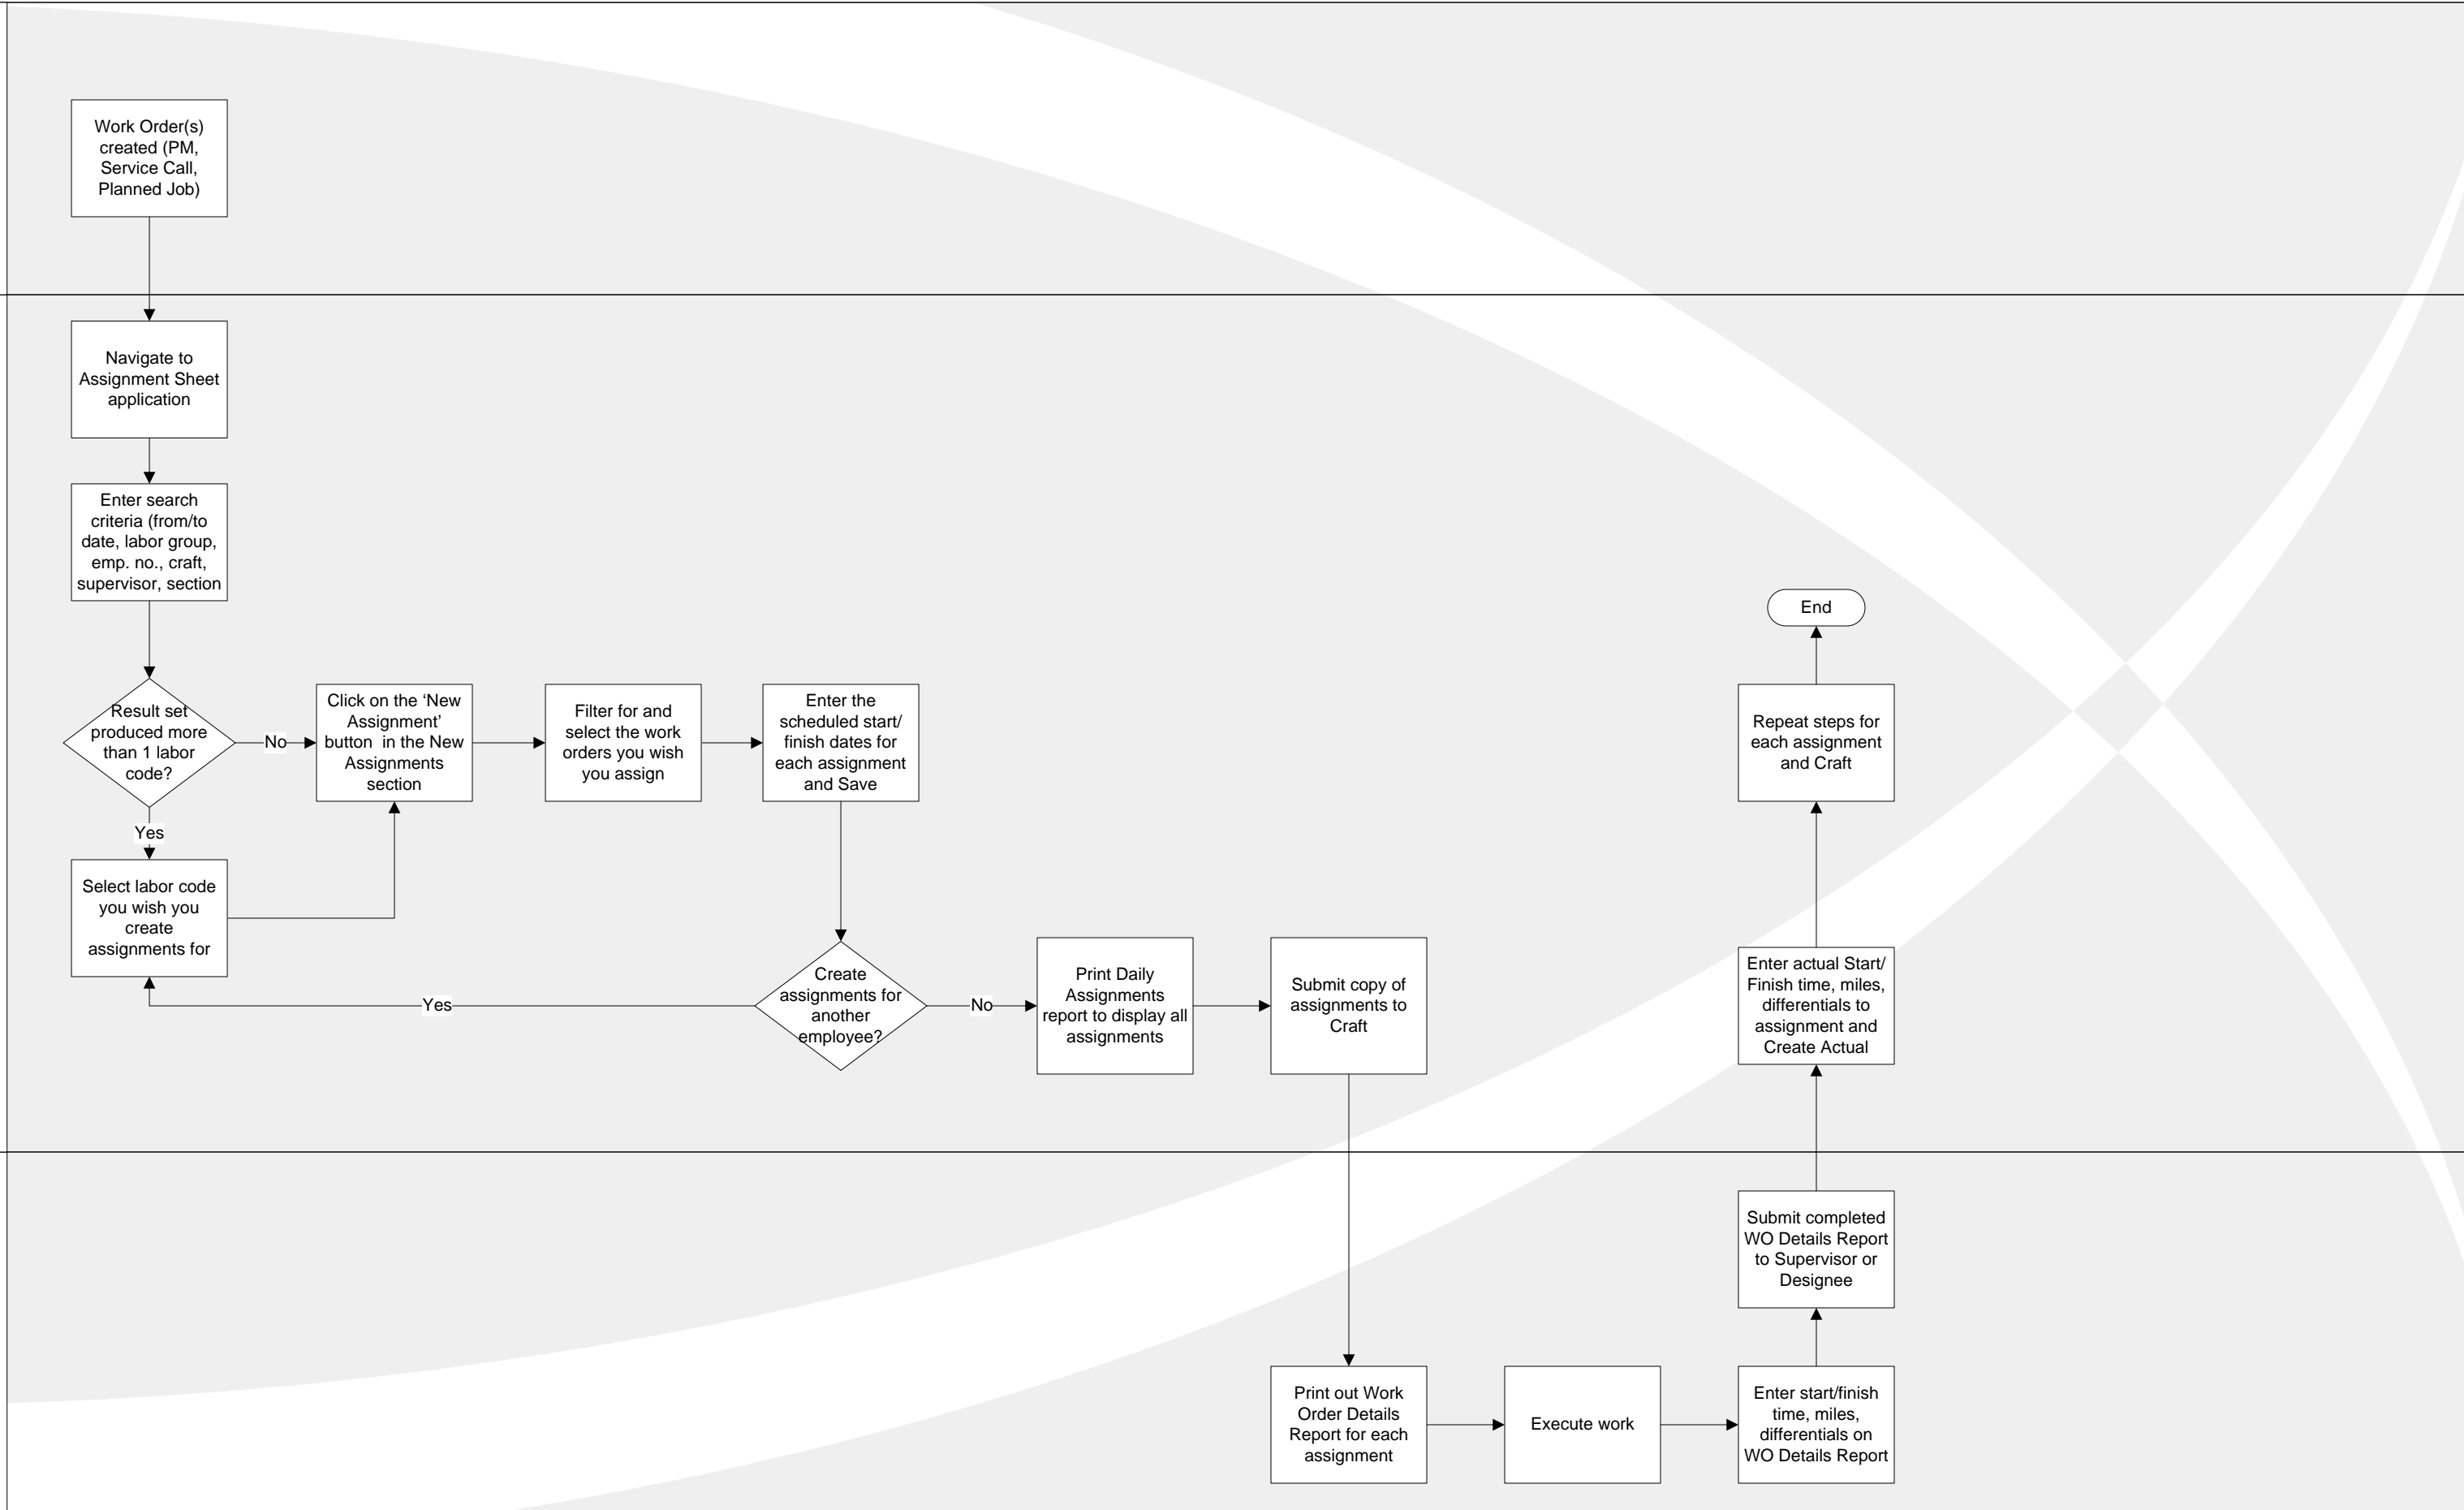 Work Order(s)
created (PM,
Service Call,
Planned Job)
Navigate to
Assignment Sheet
application
Enter search
criteria (from/to
date, labor group,
emp. no., craft,
supervisor, section
Result set
produced more
than 1 labor
code?
No
Yes
Click on the ‘New
Assignment’
button  in the New
Assignments
section
Filter for and
select the work
orders you wish
you assign
Enter the
scheduled start/
finish dates for
each assignment
and Save
Select labor code
you wish you
create
assignments for
Create
assignments for
another
employee?
Yes
No
Print Daily
Assignments
report to display all
assignments
Submit copy of
assignments to
Craft
Print out Work
Order Details
Report for each
assignment
Execute work
Enter start/finish
time, miles,
differentials on
WO Details Report
Submit completed
WO Details Report
to Supervisor or
Designee
Enter actual Start/
Finish time, miles,
differentials to
assignment and
Create Actual
Repeat steps for
each assignment
and Craft
End